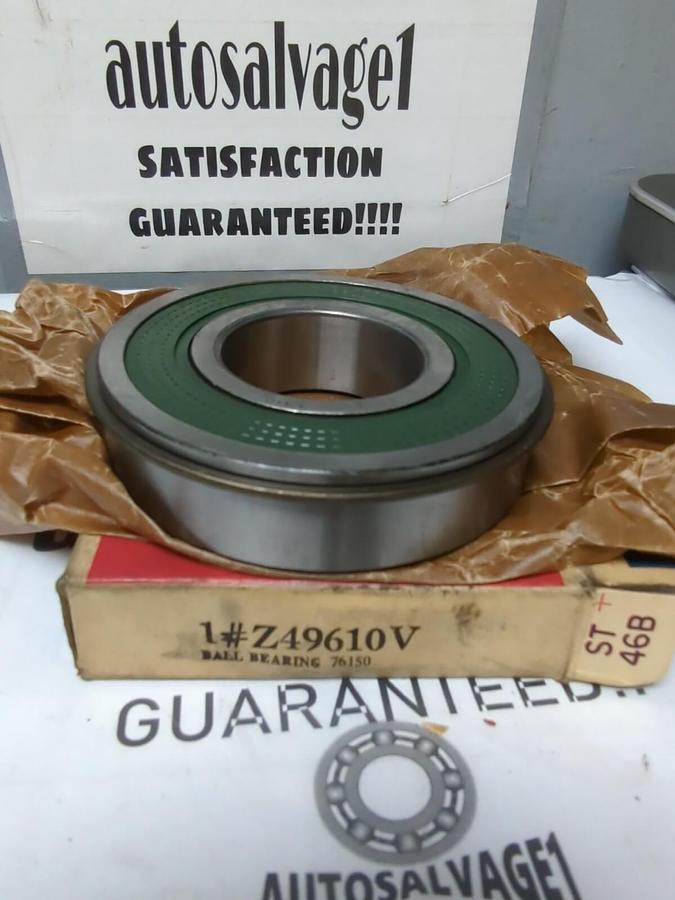 autosalvage1
SATISFACTION
GUARANTEED!!!!
1#Z49610V
BALL BEARING 76150
ST +
46B
GUARANTEED!!
AUTOSALVAGE1